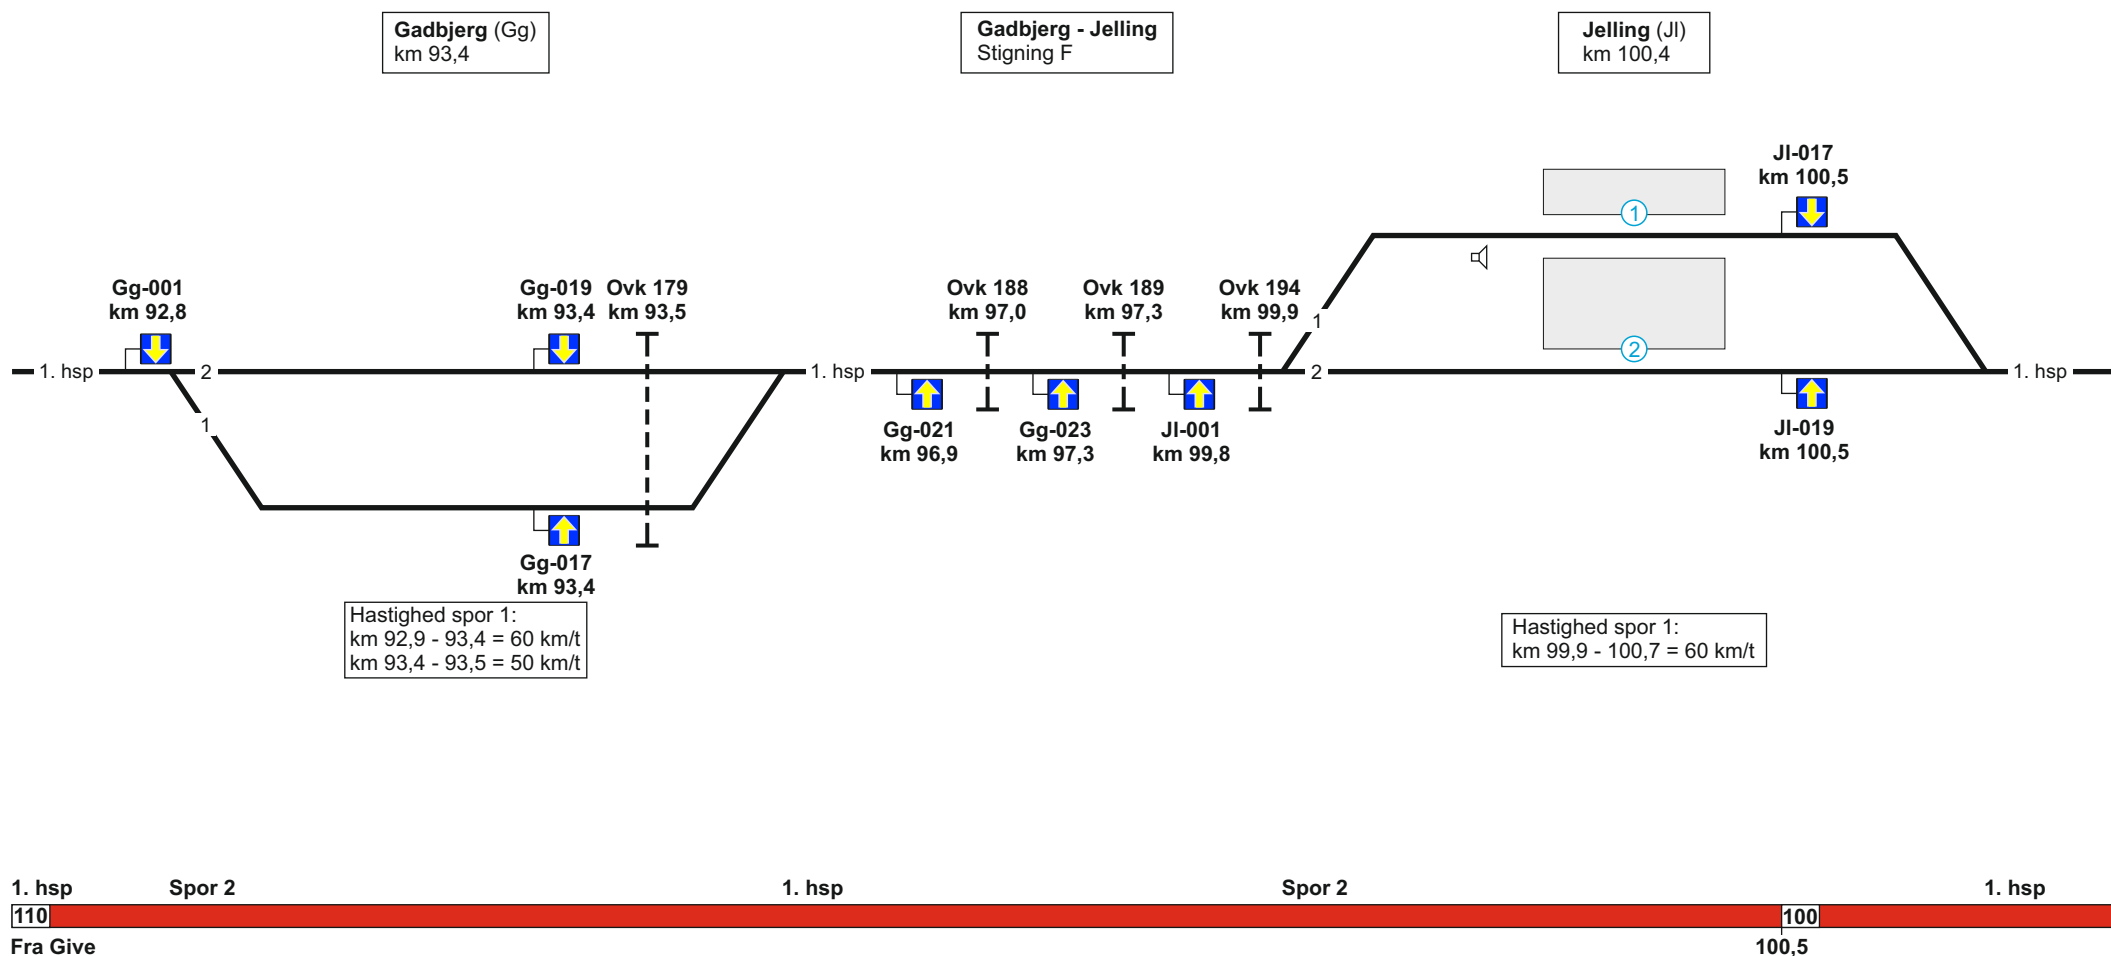 Gadbjerg (Gg)
km 93,4
Gadbjerg - Jelling
Stigning F
Jelling (Jl)
km 100,4
Jl-017
km 100,5
1
Gg-001
km 92,8
Gg-019
km 93,4
Ovk 179
km 93,5
Ovk 188
km 97,0
Ovk 189
km 97,3
Ovk 194
km 99,9
1
2
1. hsp
2
1. hsp
2
1. hsp
1
Gg-021
km 96,9
Gg-023
km 97,3
Jl-001
km 99,8
Jl-019
km 100,5
Gg-017
km 93,4
Hastighed spor 1:
km 92,9 - 93,4 = 60 km/t
km 93,4 - 93,5 = 50 km/t
Hastighed spor 1:
km 99,9 - 100,7 = 60 km/t
1. hsp
Spor 2
1. hsp
Spor 2
1. hsp
110
100
Fra Give
100,5